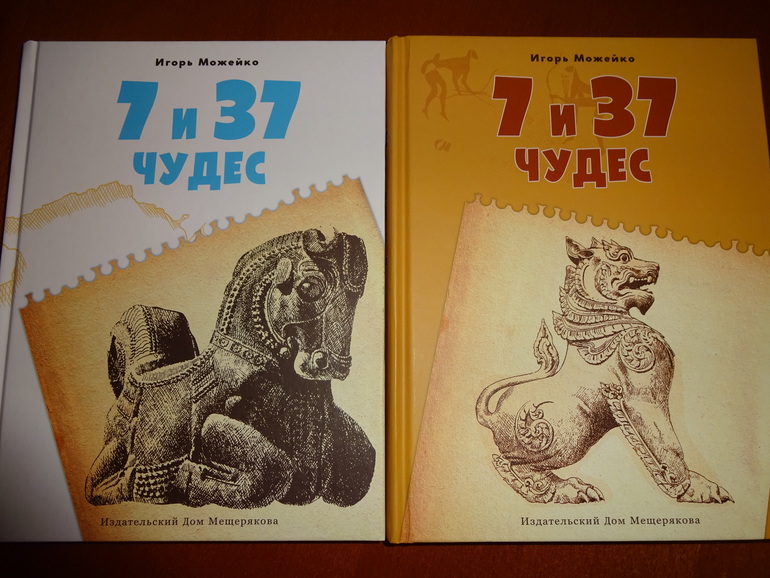 Игорь Можейко
7 и 37
ЧУДЕС
Издательский Дом Мещерякова
Игорь Можейко
7 и 37
ЧУДЕС
Издательский Дом Мещерякова